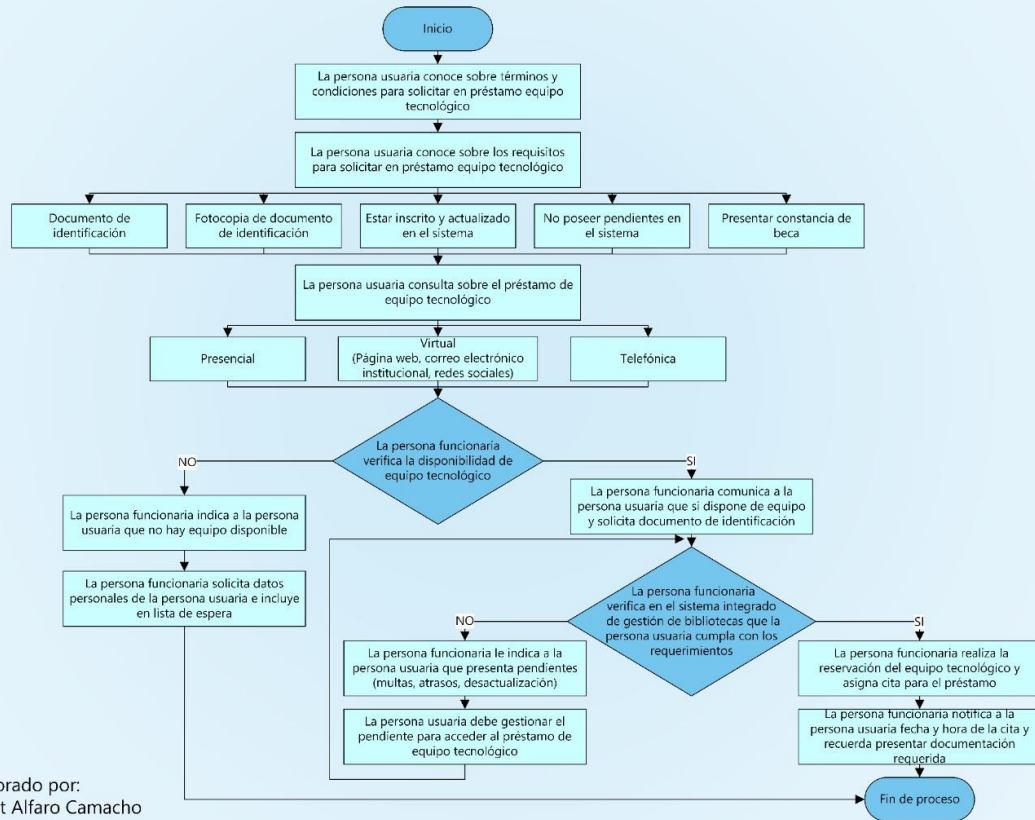 Inicio
La persona usuaria conoce sobre términos y
condiciones para solicitar en préstamo equipo
tecnológico
La persona usuaria conoce sobre los requisitos
para solicitar en préstamo equipo tecnológico
Documento de
identificación
Fotocopia de documento
de identificación
Estar inscrito y actualizado
en el sistema
No poseer pendientes en
el sistema
Presentar constancia de
beca
La persona usuaria consulta sobre el préstamo de
equipo tecnológico
Presencial
Virtual
(Página web, correo electrónico
institucional, redes sociales)
Telefónica
La persona funcionaria
verifica la disponibilidad de
equipo tecnológico
NO
SI
La persona funcionaria indica a la persona
usuaria que no hay equipo disponible
La persona funcionaria comunica a la
persona usuaria que si dispone de equipo
y solicita documento de identificación
La persona funcionaria solicita datos
personales de la persona usuaria e incluye
en lista de espera
La persona funcionaria
verifica en el sistema integrado
de gestión de bibliotecas que la
persona usuaria cumpla con los
requerimientos
NO
SI
La persona funcionaria le indica a la
persona usuaria que presenta pendientes
(multas, atrasos, desactualización)
La persona funcionaria realiza la
reservación del equipo tecnológico y
asigna cita para el préstamo
La persona usuaria debe gestionar el
pendiente para acceder al préstamo de
equipo tecnológico
La persona funcionaria notifica a la
persona usuaria fecha y hora de la cita y
recuerda presentar documentación
requerida
Fin de proceso
orado por:
t Alfaro Camacho